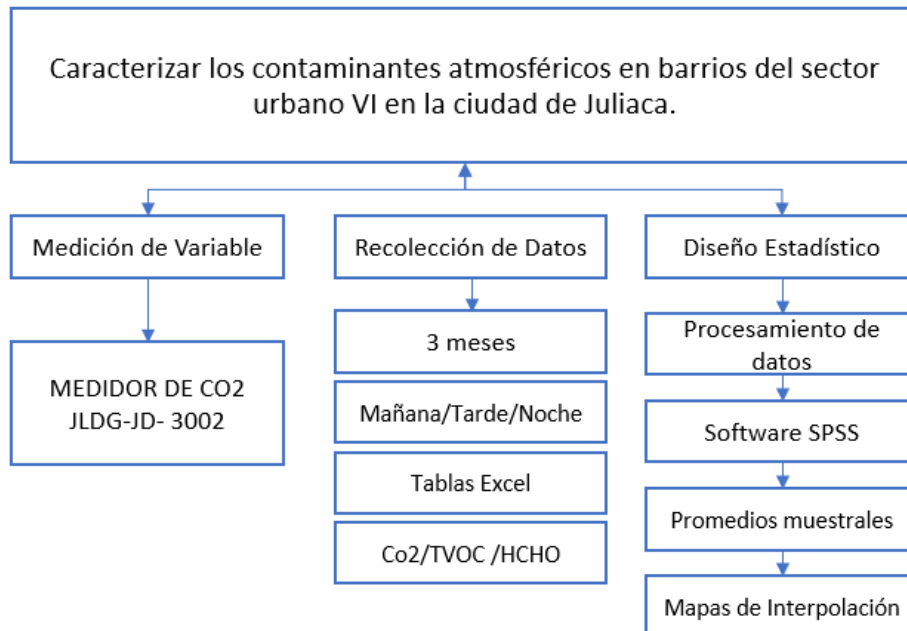 Caracterizar los contaminantes atmosféricos en barrios del sector
urbano VI en la ciudad de Juliaca.
Medición de Variable
MEDIDOR DE CO2
JLDG-JD- 3002
Recolección de Datos
3 meses
Mañana/Tarde/Noche
Tablas Excel
Co2/TVOC /HCHO
Diseño Estadístico
Procesamiento de
datos
Software SPSS
Promedios muestrales
Mapas de Interpolación